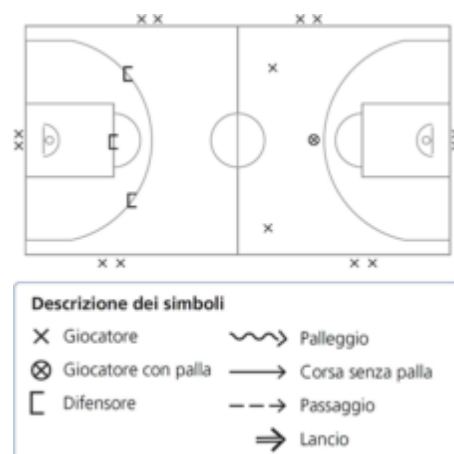 Descrizione dei simboli
Giocatore
Palleggio
Giocatore con palla
Corsa senza palla
Difensore
Passaggio
Lancio